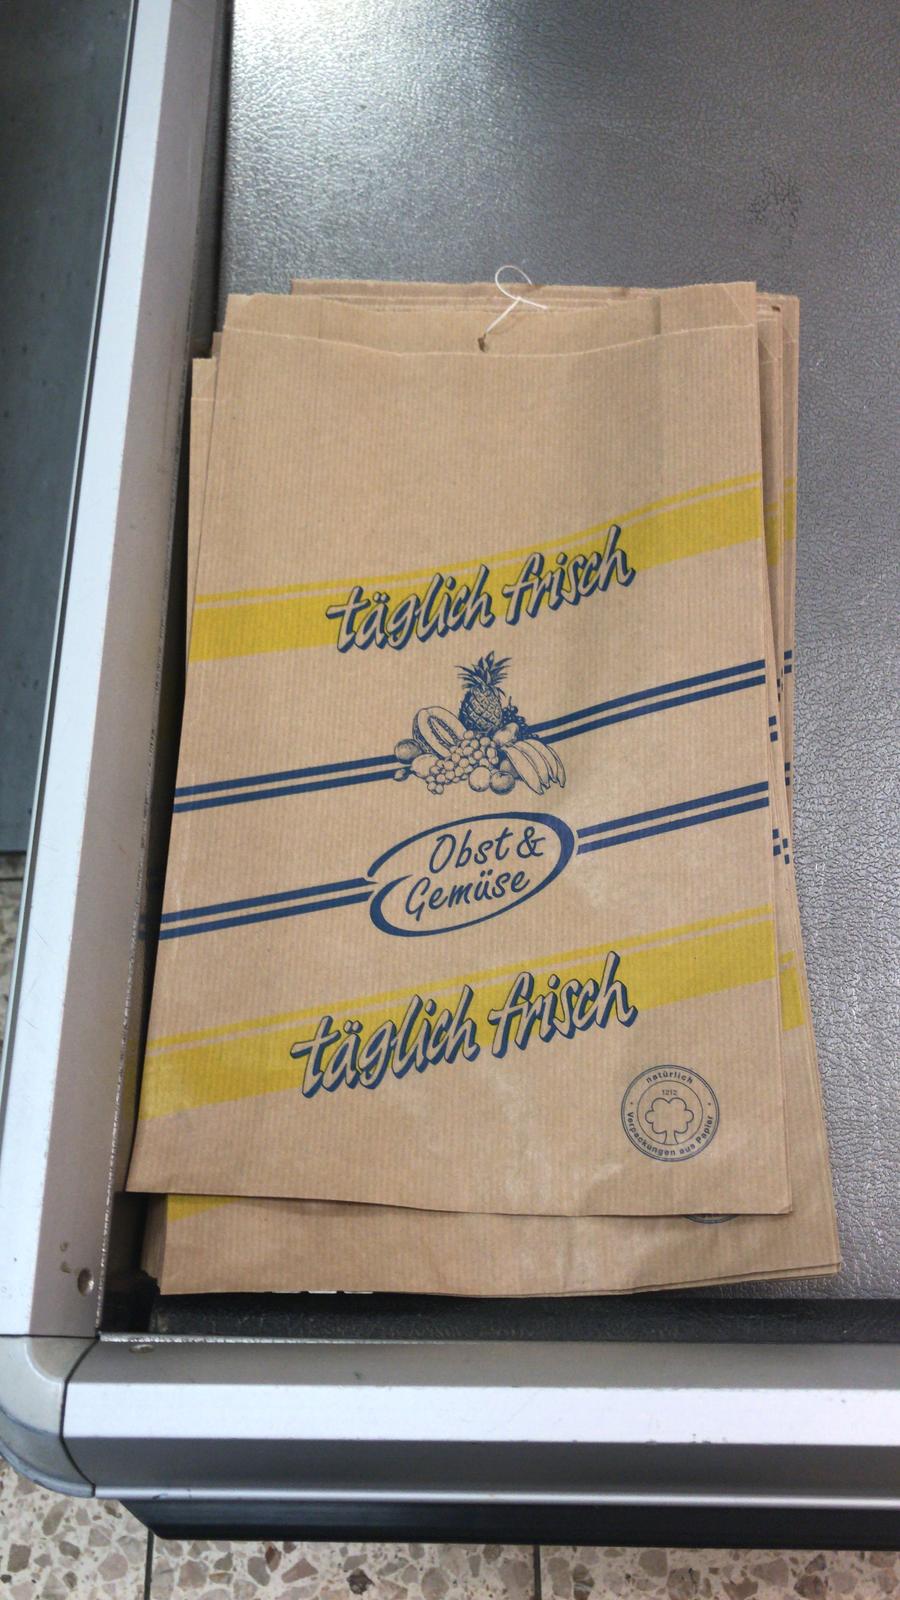 täglich frisch
Obst &
Gemüse
täglich frisch
natürlich
1212
Verpackungen aus Papier